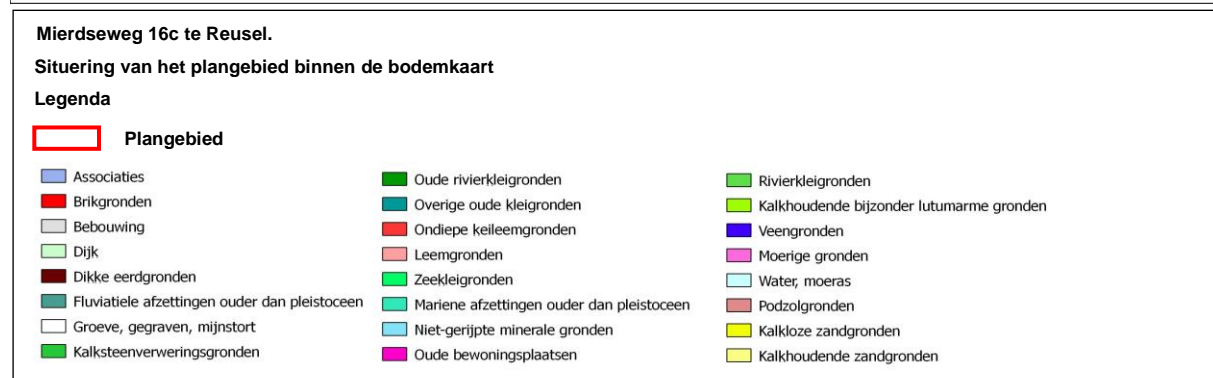 Mierdseweg 16c te Reusel.
Situering van het plangebied binnen de bodemkaart
Legenda
Plangebied
Associaties
Brikgronden
Bebouwing
Dijk
Dikke eerdgronden
Fluviatiele afzettingen ouder dan pleistoceen
Groeve, gegraven, mijnstort
Kalksteenverweringsgronden
Oude rivierkleigronden
Overige oude kleigronden
Ondiepe keileemgronden
Leemgronden
Zeekleigronden
Mariene afzettingen ouder dan pleistoceen
Niet-gerijpte minerale gronden
Oude bewoningsplaatsen
Rivierkleigronden
Kalkhoudende bijzonder lutumarme gronden
Veengronden
Moerige gronden
Water, moeras
Podzolgronden
Kalkloze zandgronden
Kalkhoudende zandgronden